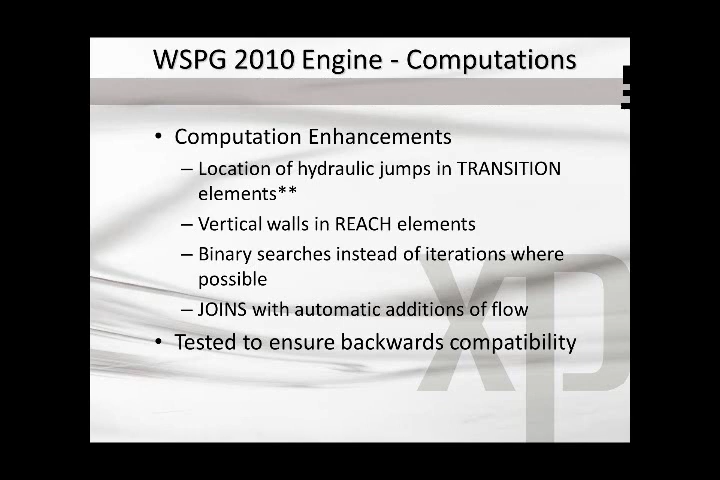 WSPG 2010 Engine - Computations
• Computation Enhancements
– Location of hydraulic jumps in TRANSITION
elements**
– Vertical walls in REACH elements
– Binary searches instead of iterations where
possible
– JOINS with automatic additions of flow
• Tested to ensure backwards compatibility
xp